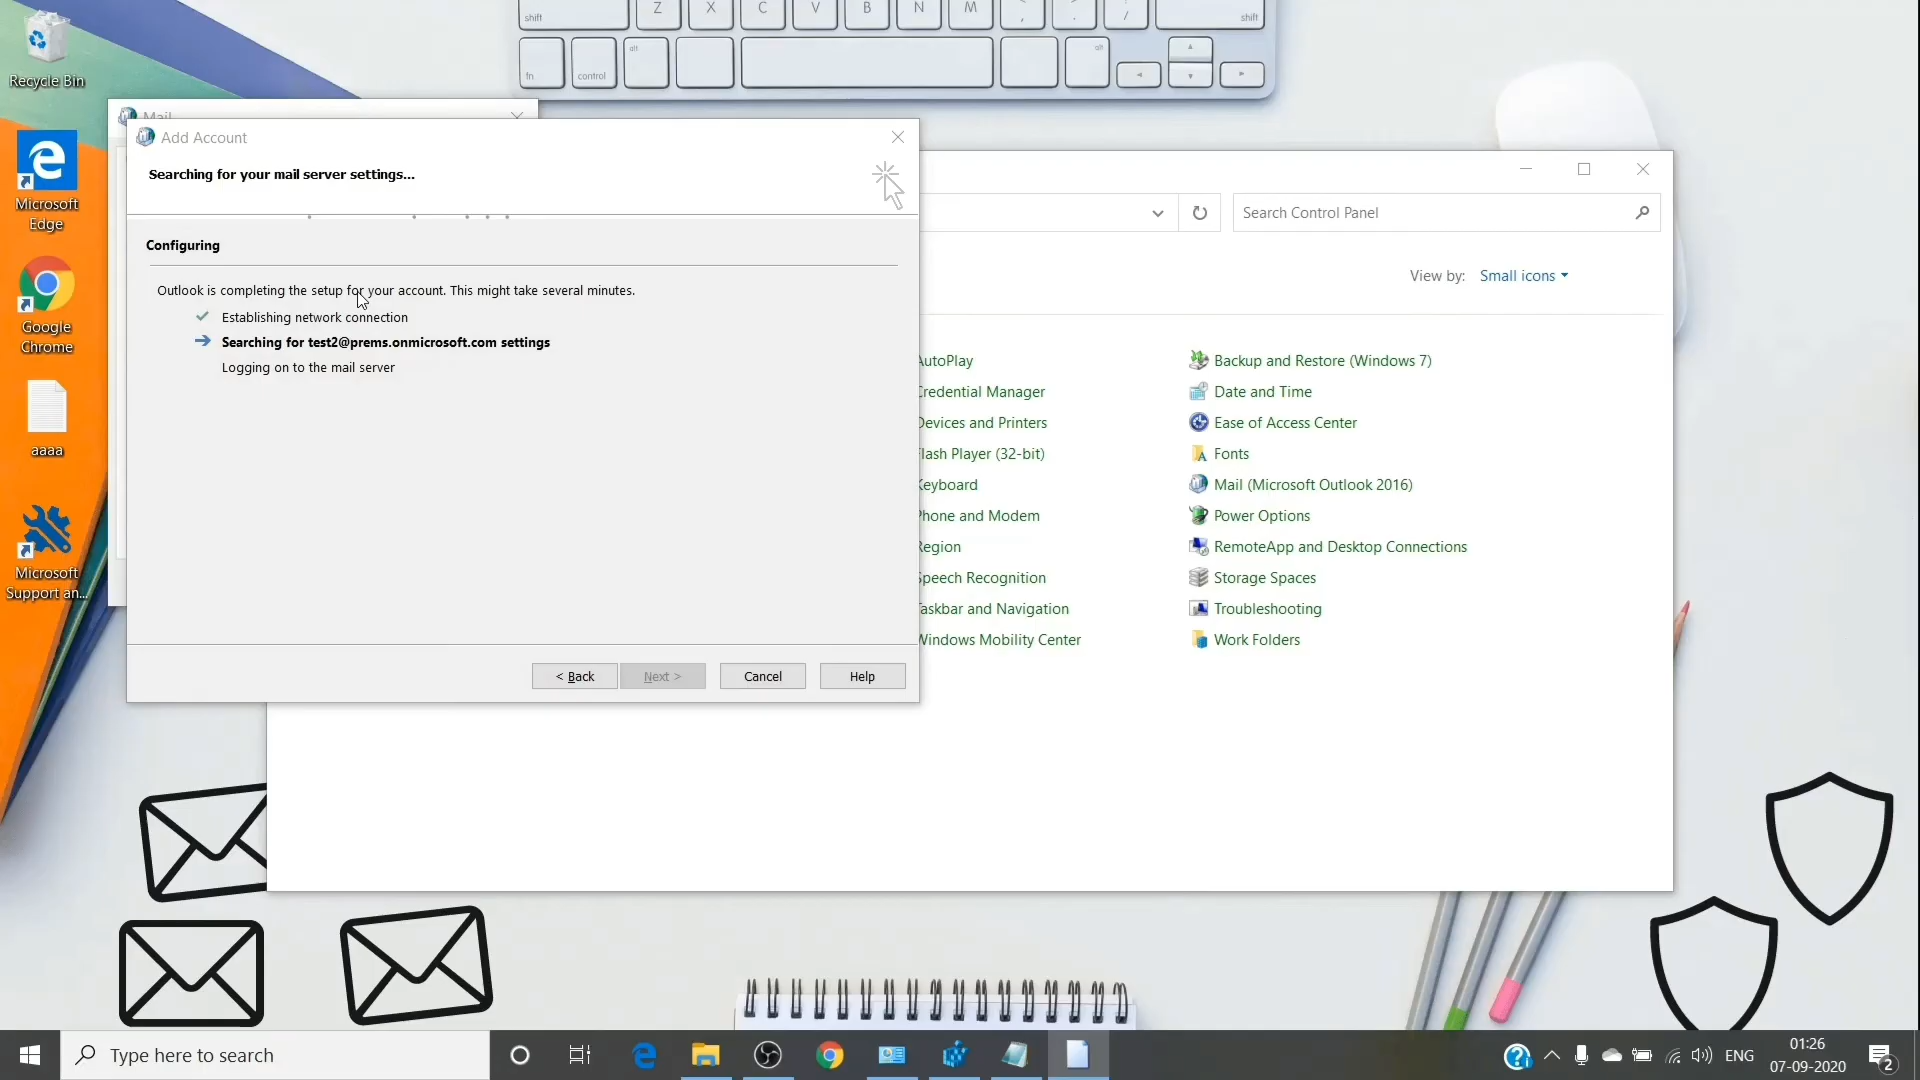 shift
Z
X
C
V
B
N
M
,
.
/
shift
fn
control
alt
alt
Recycle Bin
Microsoft
Edge
Google
Chrome
aaaa
Microsoft
Support an...
Mail
Add Account
Searching for your mail server settings...
Configuring
Outlook is completing the setup for your account. This might take several minutes.
Establishing network connection
Searching for test2@prems.onmicrosoft.com settings
Logging on to the mail server
< Back
Next >
Cancel
Help
Search Control Panel
View by: Small icons
AutoPlay
Credential Manager
Devices and Printers
Flash Player (32-bit)
Keyboard
Phone and Modem
Region
Speech Recognition
Taskbar and Navigation
Windows Mobility Center
Backup and Restore (Windows 7)
Date and Time
Ease of Access Center
Fonts
Mail (Microsoft Outlook 2016)
Power Options
RemoteApp and Desktop Connections
Storage Spaces
Troubleshooting
Work Folders
Type here to search
ENG
01:26
07-09-2020
2